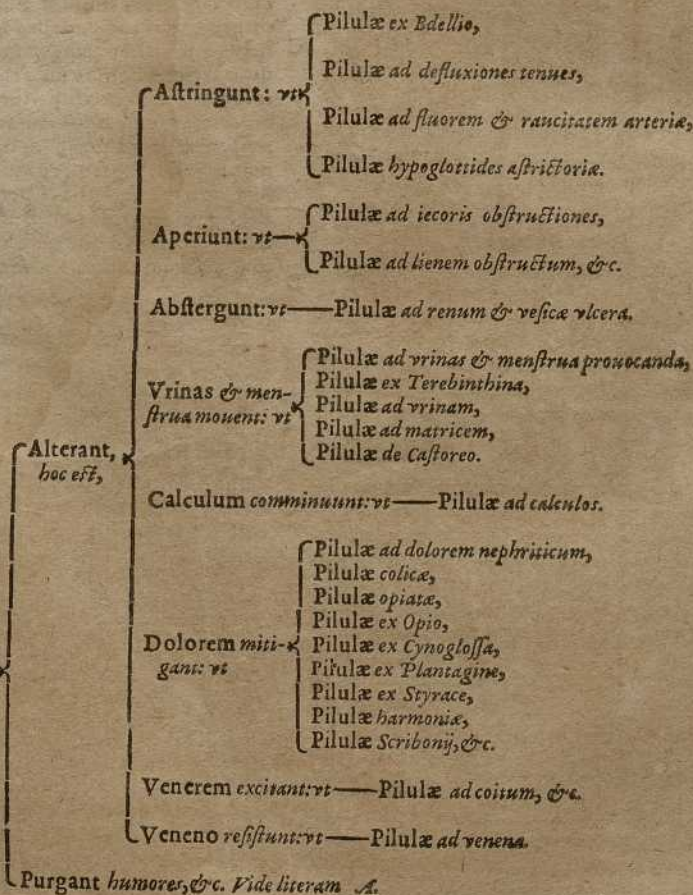 Pilulæ ex Bdellio,
Pilulæ ad defluxiones tenues,
Aſtringunt: vt
Pilulæ ad fluorem & raucitatem arteriæ,
Pilulæ hypoglottides aſtrictoriæ.
Pilulæ ad iecoris obſtructiones,
Aperiunt: vt
Pilulæ ad lienem obſtructum, &c.
Abſtergunt: vt Pilulæ ad renum & veſicæ vlcera.
Pilulæ ad vrinas & menſtrua prouocanda,
Pilulæ ex Terebinthina,
Vrinas & men-
ſtrua mouent: vt
Pilulæ ad vrinam,
Pilulæ ad matricem,
Pilulæ de Caſtoreo.
Alterant,
hoc eſt,
Calculum comminuunt: vt Pilulæ ad calculos.
Pilulæ ad dolorem nephriticum,
Pilulæ colicæ,
Pilulæ opiatæ,
Pilulæ ex Opio,
Dolorem miti-
gant: vt
Pilulæ ex Cynogloſſa,
Pilulæ ex Plantagine,
Pilulæ ex Styrace,
Pilulæ harmoniæ,
Pilulæ Scribonij, &c.
Venerem excitant: vt Pilulæ ad coitum, &c.
Veneno reſiſtunt: vt Pilulæ ad venena.
Purgant humores, &c. Vide literam A.